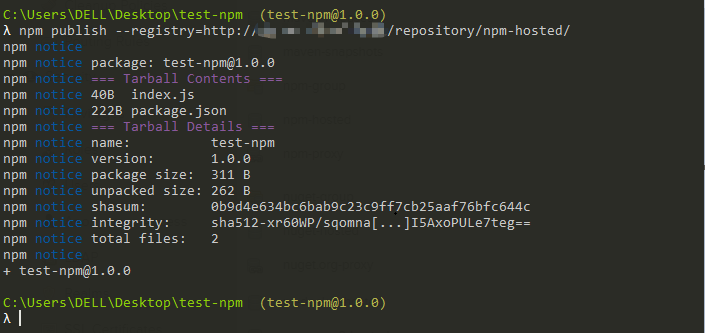 C:\Users\DELL\Desktop\test-npm (test-npm@1.0.0)
λ npm publish --registry=http:/ /repository/npm-hosted/
npm notice
npm notice package: test-npm@1.0.0
npm notice === Tarball Contents ===
npm notice 40B index.js
npm notice 222B package.json
npm notice === Tarball Details ===
npm notice name: test-npm
npm notice version: 1.0.0
npm notice package size: 311 B
npm notice unpacked size: 262 B
npm notice shasum: 0b9d4e634bc6bab9c23c9ff7cb25aaf76bfc644c
npm notice integrity: sha512-xr60WP/sqomna[...]I5AxoPULe7teg==
npm notice total files: 2
npm notice
+ test-npm@1.0.0
C:\Users\DELL\Desktop\test-npm (test-npm@1.0.0)
λ